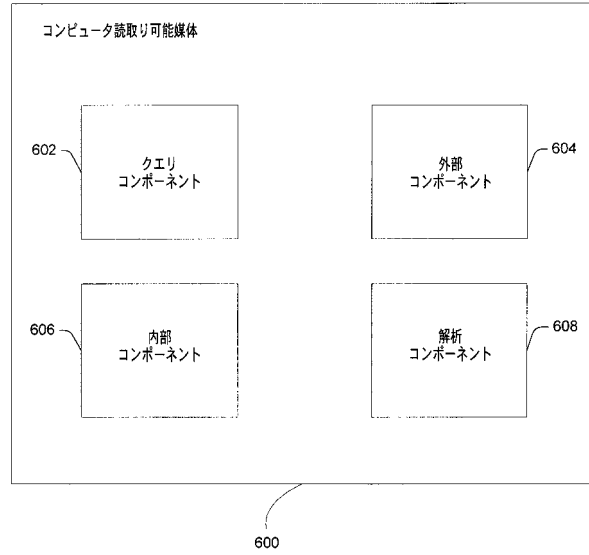 コンピュータ読取り可能媒体
602
クエリ
コンポーネント
外部
コンポーネント
604
606
内部
コンポーネント
解析
コンポーネント
608
600